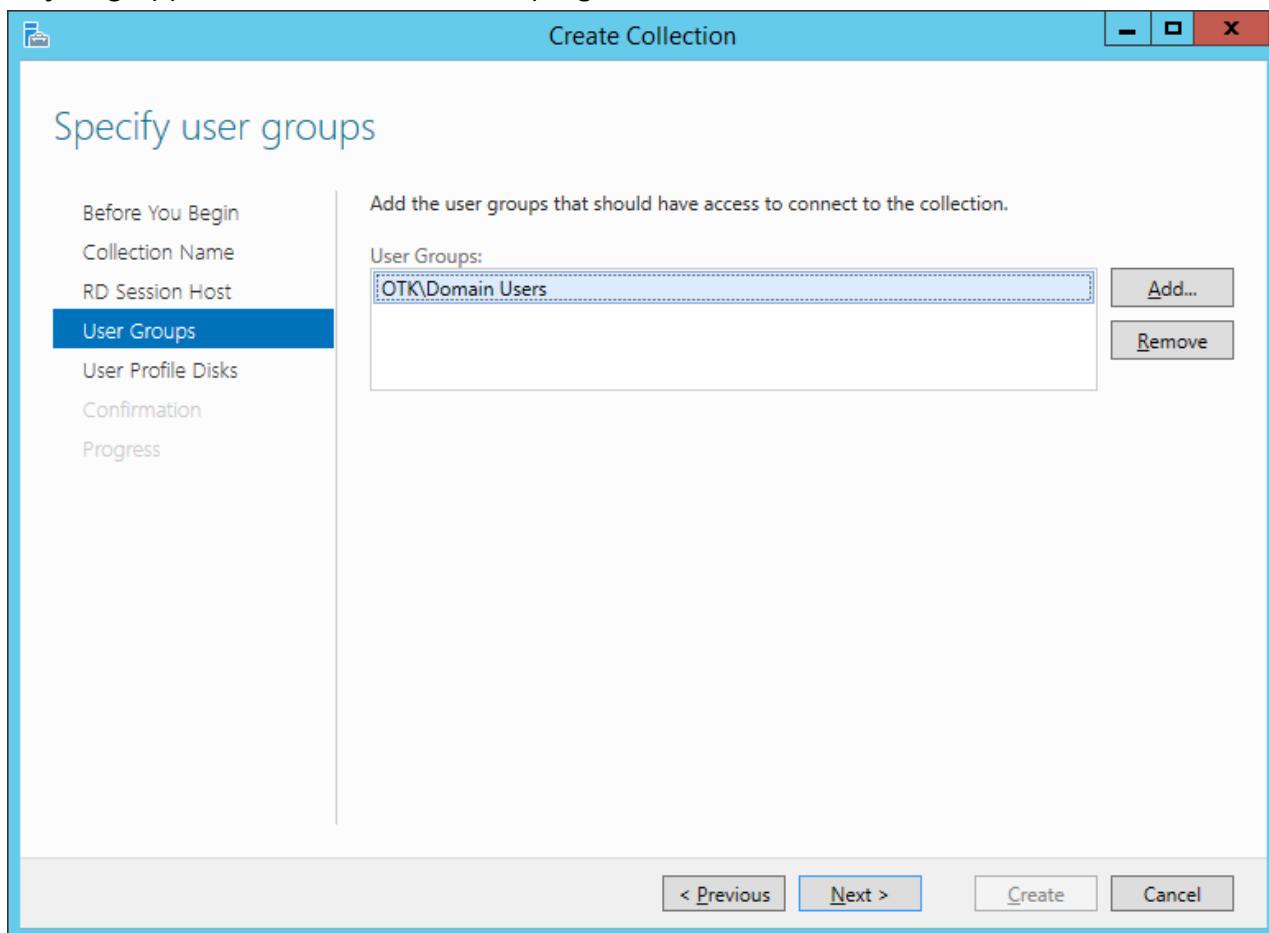 Create Collection
Specify user groups
Before You Begin
Collection Name
RD Session Host
User Groups
User Profile Disks
Confirmation
Progress
Add the user groups that should have access to connect to the collection.
User Groups:
OTK\Domain Users
Add...
Remove
< Previous
Next >
Create
Cancel